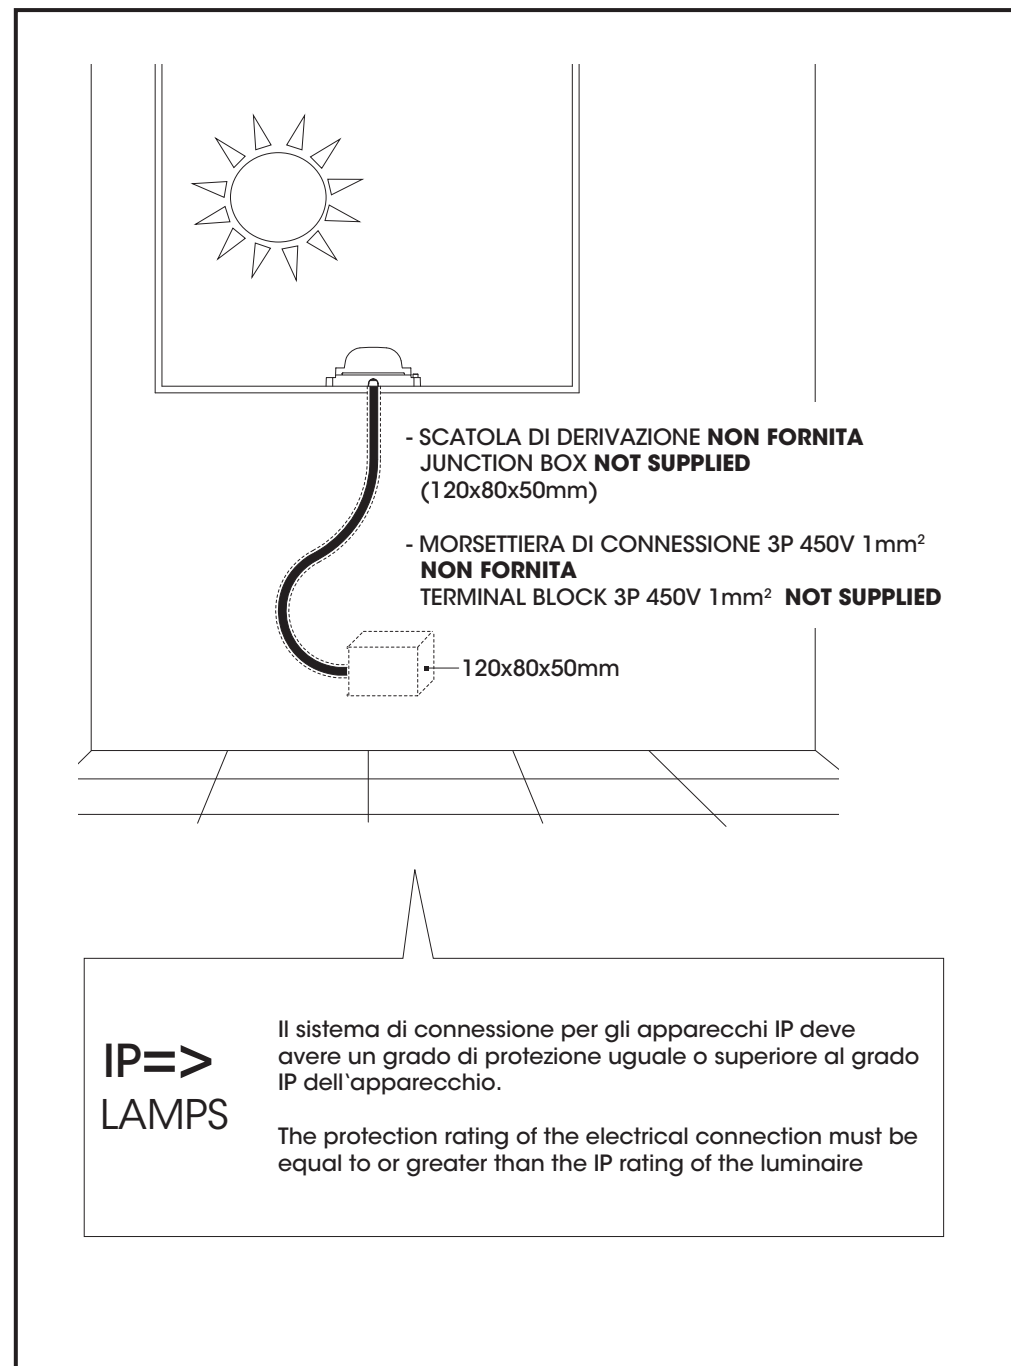 - SCATOLA DI DERIVAZIONE NON FORNITA
JUNCTION BOX NOT SUPPLIED
(120x80x50mm)
- MORSETTIERA DI CONNESSIONE 3P 450V 1mm²
NON FORNITA
TERMINAL BLOCK 3P 450V 1mm² NOT SUPPLIED
120x80x50mm
IP=>
LAMPS
Il sistema di connessione per gli apparecchi IP deve
avere un grado di protezione uguale o superiore al grado
IP dell‵apparecchio.
The protection rating of the electrical connection must be
equal to or greater than the IP rating of the luminaire